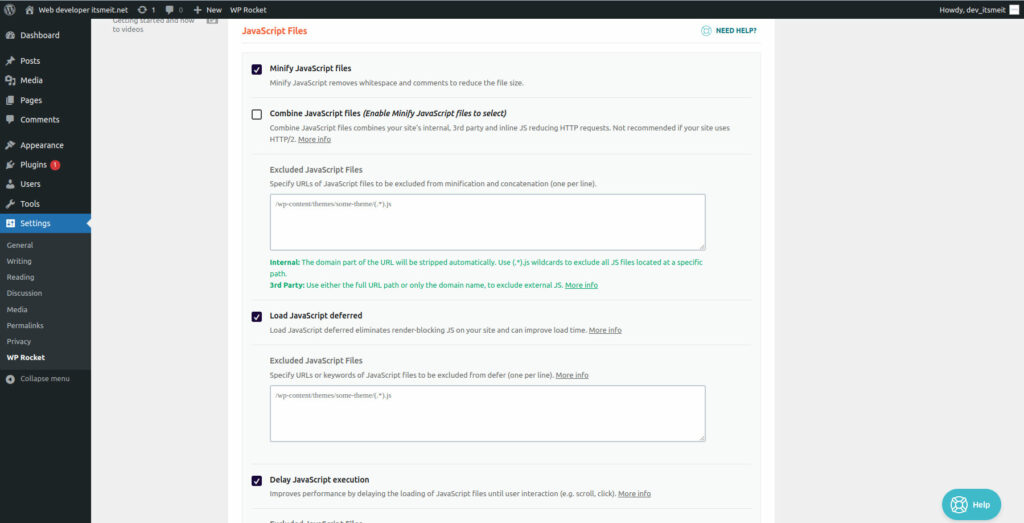 Web developer itsmeit.net 1 0 New WP Rocket Howdy, dev_itsmeit
Dashboard
Posts
Media
Pages
Comments
Appearance
Plugins 1
Users
Tools
Settings
General
Writing
Reading
Discussion
Media
Permalinks
Privacy
WP Rocket
Collapse menu
Getting started and how
to videos
JavaScript Files
NEED HELP?
Minify JavaScript files
Minify JavaScript removes whitespace and comments to reduce the file size.
Combine JavaScript files (Enable Minify JavaScript files to select)
Combine JavaScript files combines your site's internal, 3rd party and inline JS reducing HTTP requests. Not recommended if your site uses
HTTP/2. More info
Excluded JavaScript Files
Specify URLs of JavaScript files to be excluded from minification and concatenation (one per line).
/wp-content/themes/some-theme/(.*).js
Internal: The domain part of the URL will be stripped automatically. Use (.*).js wildcards to exclude all JS files located at a specific
path.
3rd Party: Use either the full URL path or only the domain name, to exclude external JS. More info
Load JavaScript deferred
Load JavaScript deferred eliminates render-blocking JS on your site and can improve load time. More info
Excluded JavaScript Files
Specify URLs or keywords of JavaScript files to be excluded from defer (one per line). More info
/wp-content/themes/some-theme/(.*).js
Delay JavaScript execution
Improves performance by delaying the loading of JavaScript files until user interaction (e.g. scroll, click). More info
Help